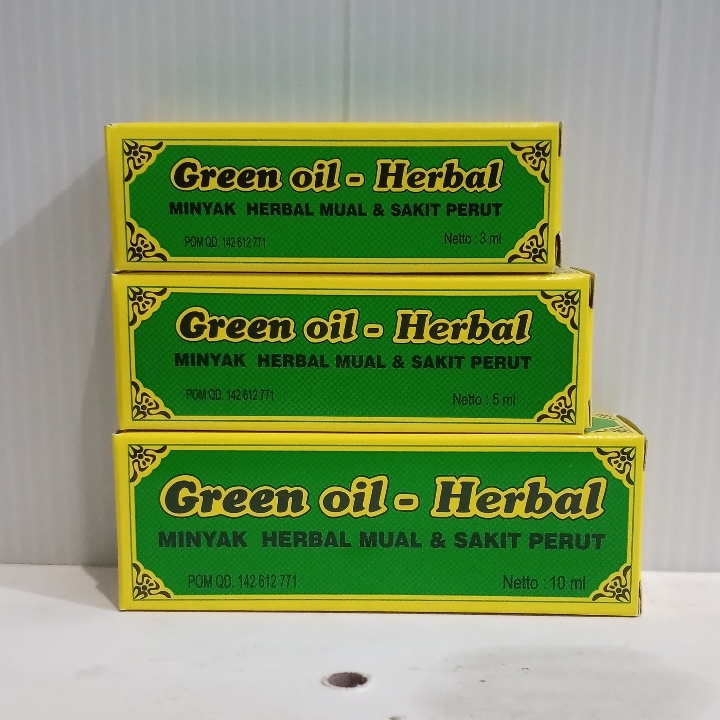 Green oil - Herbal
MINYAK HERBAL MUAL & SAKIT PERUT
POM QD. 142 612 771 Netto : 3 ml
Green oil - Herbal
MINYAK HERBAL MUAL & SAKIT PERUT
POM QD. 142 612 771 Netto : 5 ml
Green oil - Herbal
MINYAK HERBAL MUAL & SAKIT PERUT
POM QD. 142 612 771 Netto : 10 ml